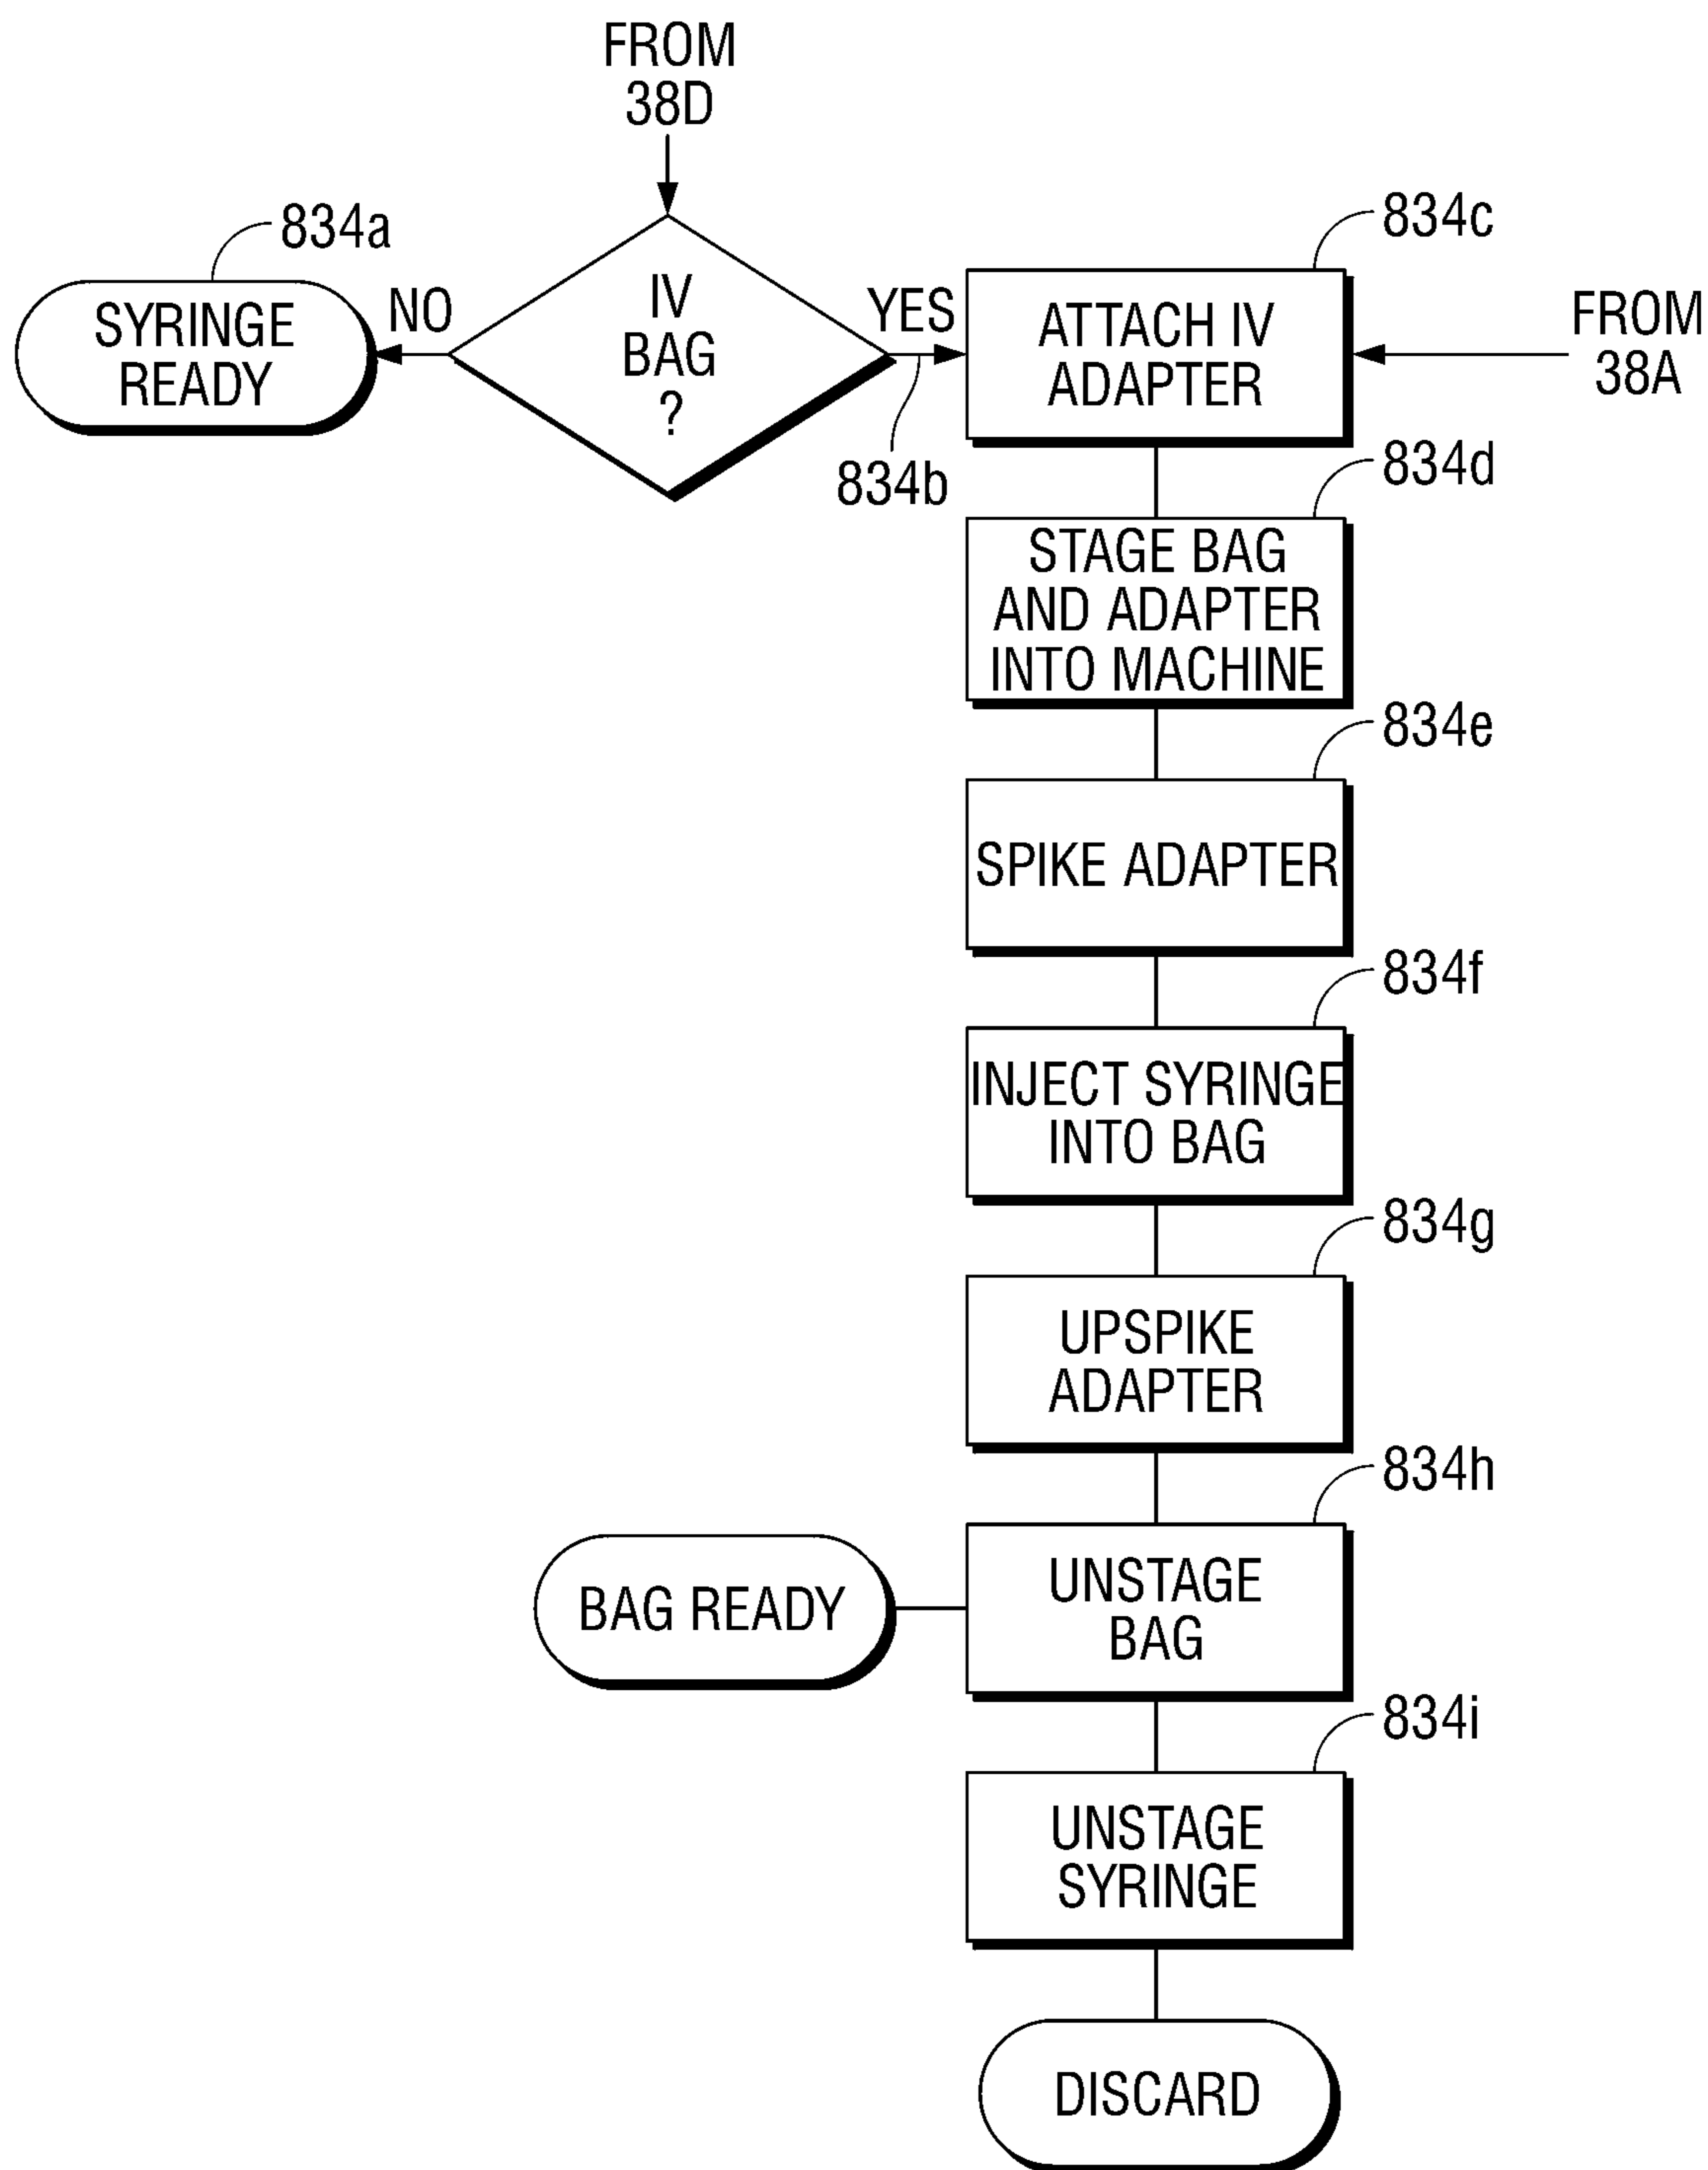 FROM
38D
834a
SYRINGE
READY
NO
IV
BAG
?
YES
834b
834c
ATTACH IV
ADAPTER
FROM
38A
834d
STAGE BAG
AND ADAPTER
INTO MACHINE
834e
SPIKE ADAPTER
834f
INJECT SYRINGE
INTO BAG
834g
UPSPIKE
ADAPTER
834h
BAG READY
UNSTAGE
BAG
834i
UNSTAGE
SYRINGE
DISCARD